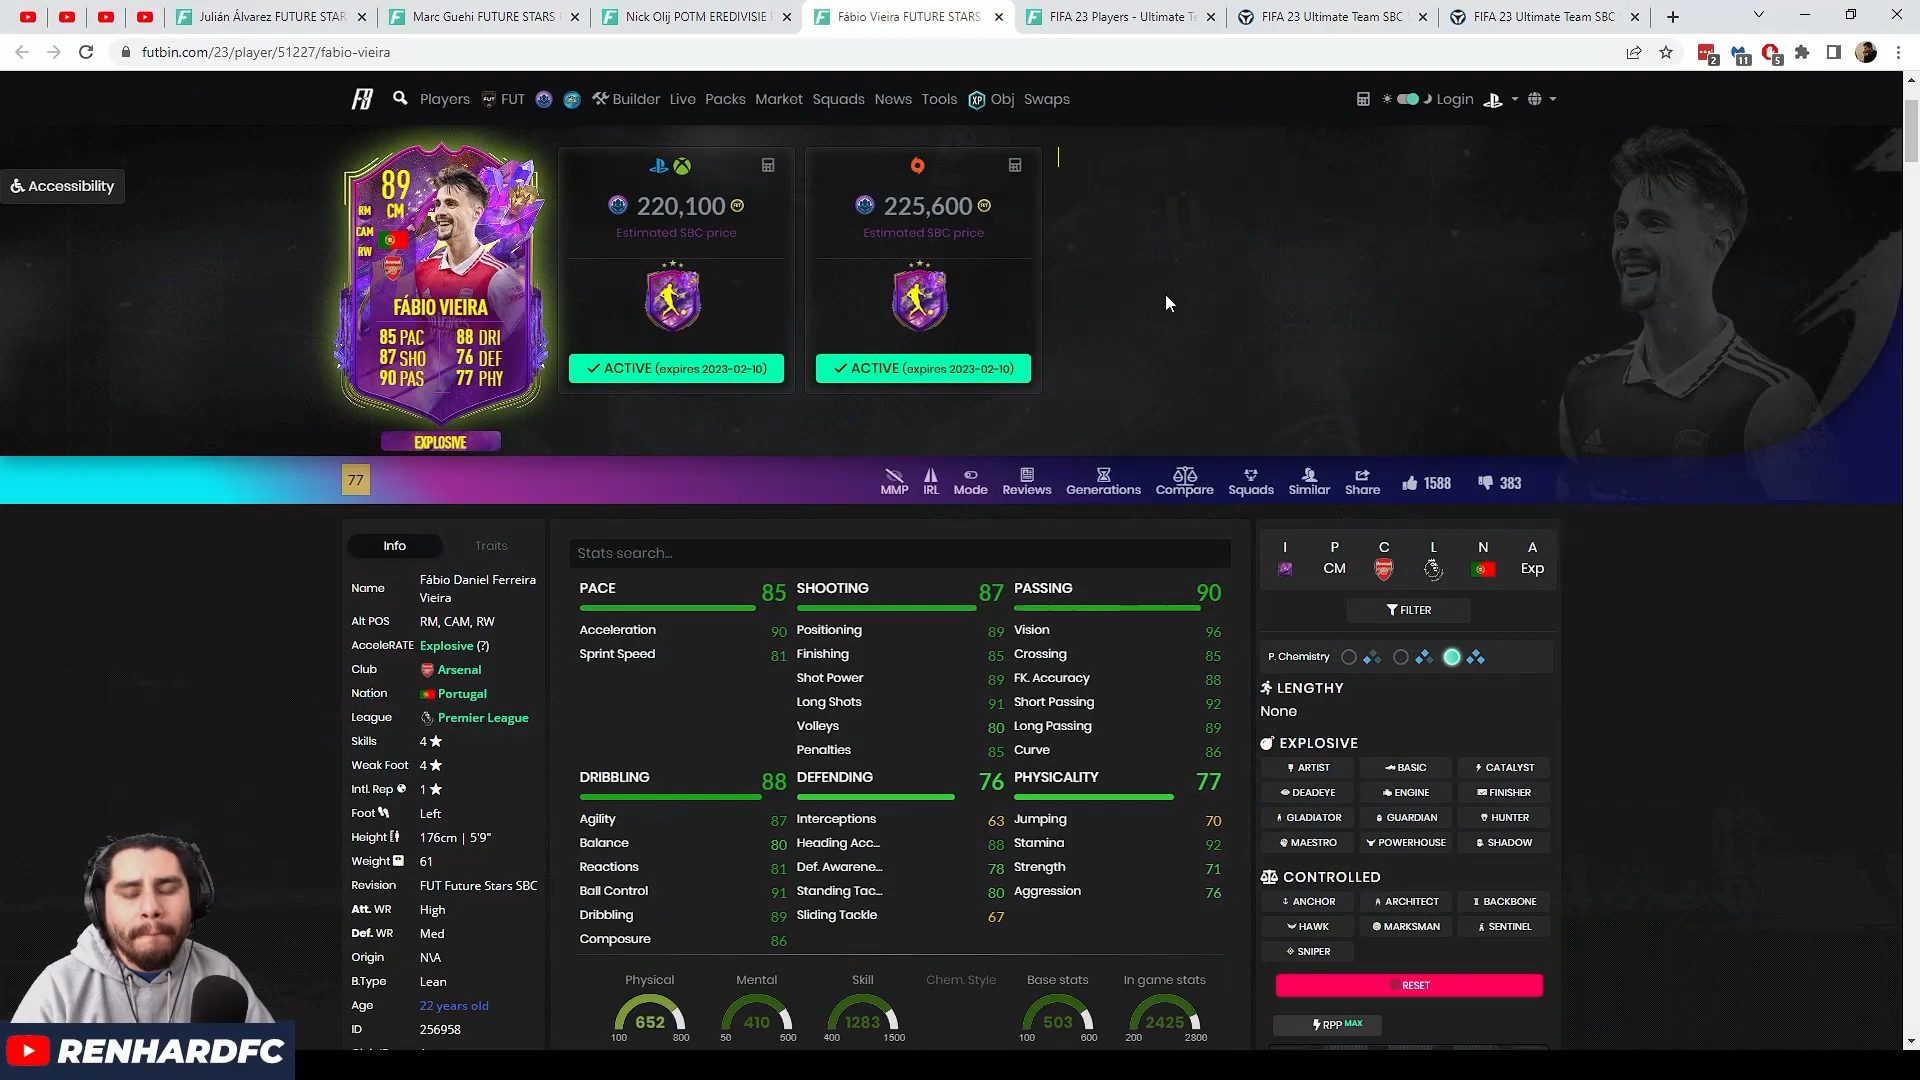 Julián Álvarez FUTURE STAR
Marc Guehi FUTURE STARS
Nick Olij POTM EREDIVISIE
Fábio Vieira FUTURE STARS
FIFA 23 Players - Ultimate Te
FIFA 23 Ultimate Team SBC
FIFA 23 Ultimate Team SBC
futbin.com/23/player/51227/fabio-vieira
2 11 5
Players FUT Builder Live Packs Market Squads News Tools XP Obj Swaps
Login
Accessibility
89
CM
RM
CAM
RW
FÁBIO VIEIRA
85 PAC 88 DRI
87 SHO 76 DEF
90 PAS 77 PHY
EXPLOSIVE
220,100
Estimated SBC price
ACTIVE (expires 2023-02-10)
225,600
Estimated SBC price
ACTIVE (expires 2023-02-10)
77
MMP IRL Mode Reviews Generations Compare Squads Similar Share 1588 383
Info Traits
Name Fábio Daniel Ferreira
Vieira
Alt POS RM, CAM, RW
AcceleRATE Explosive (?)
Club Arsenal
Nation Portugal
League Premier League
Skills 4
Weak Foot 4
Intl. Rep 1
Foot Left
Height 176cm | 5'9"
Weight 61
Revision FUT Future Stars SBC
Att. WR High
Def. WR Med
Origin N\A
B.Type Lean
Age 22 years old
ID 256958
Stats search...
PACE 85
Acceleration 90
Sprint Speed 81
SHOOTING 87
Positioning 89
Finishing 85
Shot Power 89
Long Shots 91
Volleys 80
Penalties 85
PASSING 90
Vision 96
Crossing 85
FK. Accuracy 88
Short Passing 92
Long Passing 89
Curve 86
DRIBBLING 88
Agility 87
Balance 80
Reactions 81
Ball Control 91
Dribbling 89
Composure 86
DEFENDING 76
Interceptions 63
Heading Acc... 88
Def. Awarene... 78
Standing Tac... 80
Sliding Tackle 67
PHYSICALITY 77
Jumping 70
Stamina 92
Strength 71
Aggression 76
Physical Mental Skill Chem. Style Base stats In game stats
652 410 1283 503 2425
100 800 50 500 400 1500 100 600 200 2800
I P C L N A
CM Exp
FILTER
P. Chemistry
LENGTHY
None
EXPLOSIVE
ARTIST BASIC CATALYST
DEADEYE ENGINE FINISHER
GLADIATOR GUARDIAN HUNTER
MAESTRO POWERHOUSE SHADOW
CONTROLLED
ANCHOR ARCHITECT BACKBONE
HAWK MARKSMAN SENTINEL
SNIPER
RESET
RPP MAX
RENHARDFC